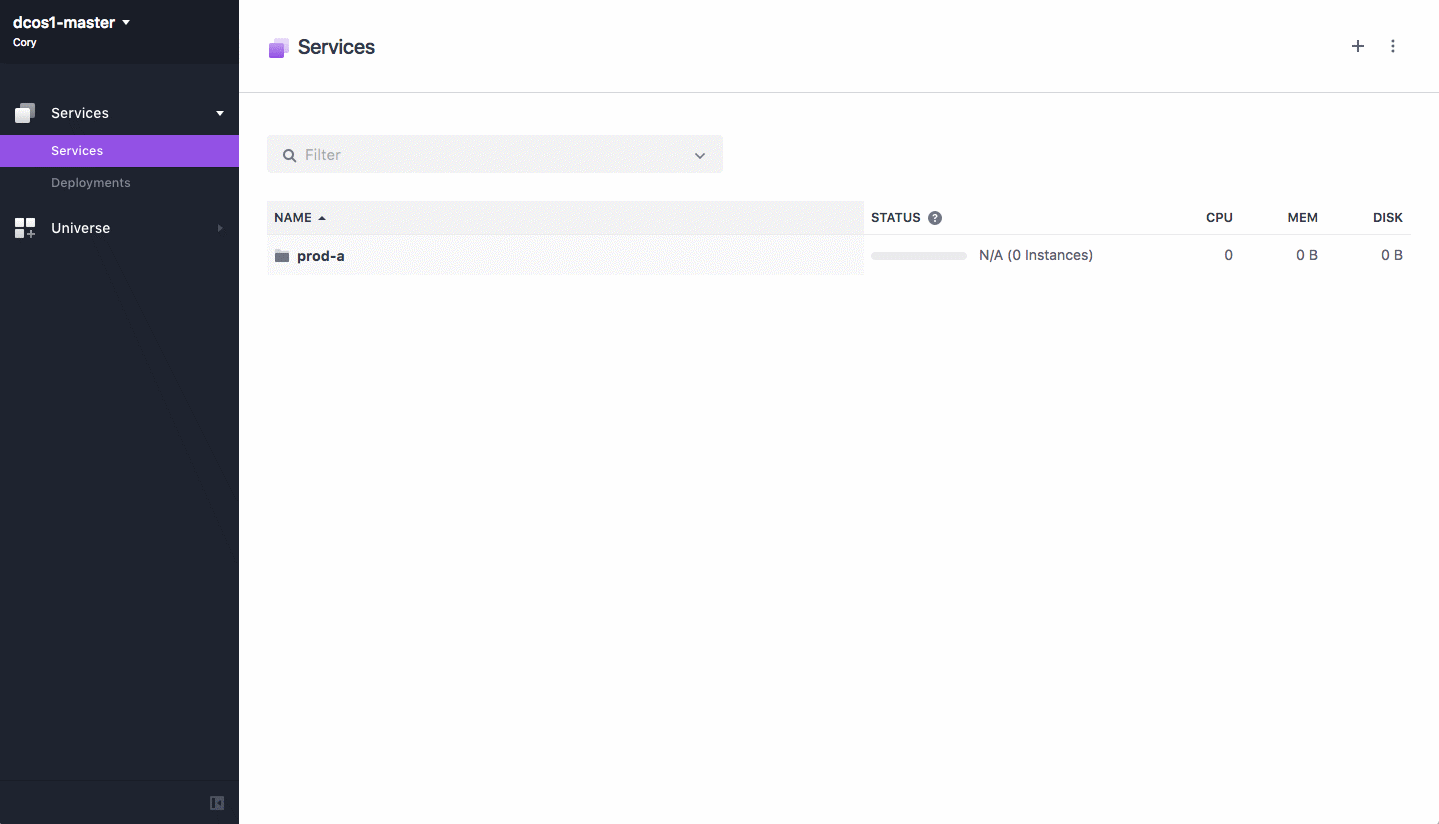 dcos1-master
Cory
Services
Services
Deployments
Universe
Services
Filter
NAME STATUS ? CPU MEM DISK
prod-a N/A (0 Instances) 0 0 B 0 B